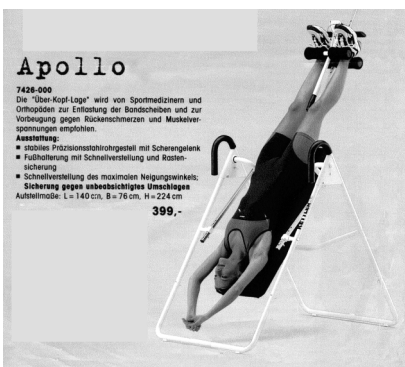 Apollo
7426-000
Die "Über-Kopf-Lage" wird von Sportmedizinern und
Orthopäden zur Entlastung der Bandscheiben und zur
Vorbeugung gegen Rückenschmerzen und Muskelver-
spannungen empfohlen.
Ausstattung:
■ stabiles Präzisionsstahlrohrgestell mit Scherengelenk
■ Fußhalterung mit Schnellverstellung und Rasten-
sicherung
■ Schnellverstellung des maximalen Neigungswinkels;
Sicherung gegen unbeabsichtigtes Umschlagen
Aufstellmaße: L = 140 cm, B = 76 cm, H = 224 cm
399,-
KETTLER